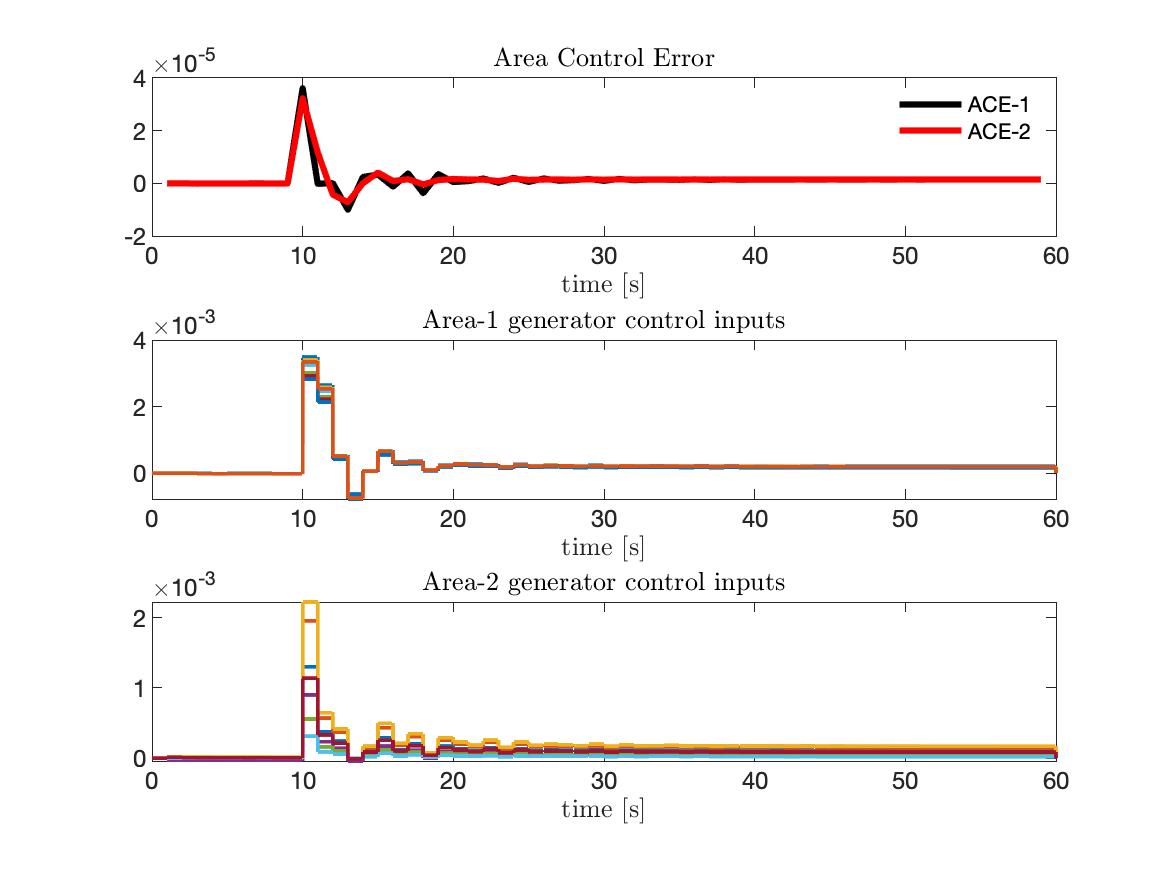 Area Control Error
×10-5
4
2
0
-2
ACE-1
ACE-2
0 10 20 30 40 50 60
time [s]
Area-1 generator control inputs
×10-3
4
2
0
0 10 20 30 40 50 60
time [s]
Area-2 generator control inputs
×10-3
2
1
0
0 10 20 30 40 50 60
time [s]